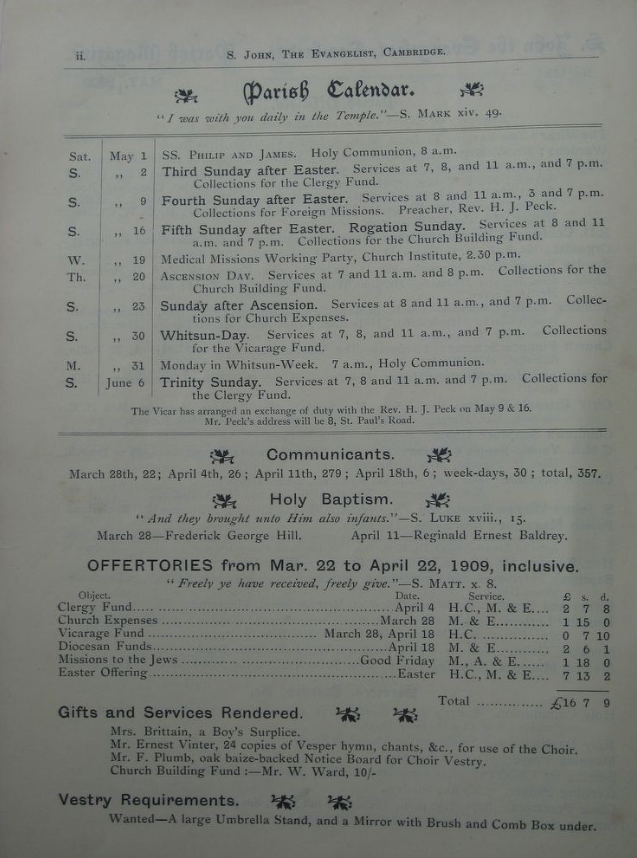 ii.
S. JOHN, THE EVANGELIST, CAMBRIDGE.
Parish Calendar.
"I was with you daily in the Temple."—S. MARK xiv. 49.
Sat. May 1 SS. PHILIP AND JAMES. Holy Communion, 8 a.m.
S. „ 2 Third Sunday after Easter. Services at 7, 8, and 11 a.m., and 7 p.m.
Collections for the Clergy Fund.
S. „ 9 Fourth Sunday after Easter. Services at 8 and 11 a.m., 3 and 7 p.m.
Collections for Foreign Missions. Preacher, Rev. H. J. Peck.
S. „ 16 Fifth Sunday after Easter. Rogation Sunday. Services at 8 and 11
a.m. and 7 p.m. Collections for the Church Building Fund.
W. „ 19 Medical Missions Working Party, Church Institute, 2.30 p.m.
Th. „ 20 ASCENSION DAY. Services at 7 and 11 a.m. and 8 p.m. Collections for the
Church Building Fund.
S. „ 23 Sunday after Ascension. Services at 8 and 11 a.m., and 7 p.m. Collec-
tions for Church Expenses.
S. „ 30 Whitsun-Day. Services at 7, 8, and 11 a.m., and 7 p.m. Collections
for the Vicarage Fund.
M. „ 31 Monday in Whitsun-Week. 7 a.m., Holy Communion.
S. June 6 Trinity Sunday. Services at 7, 8 and 11 a.m. and 7 p.m. Collections for
the Clergy Fund.
The Vicar has arranged an exchange of duty with the Rev. H. J. Peck on May 9 & 16.
Mr. Peck's address will be 8, St. Paul's Road.
Communicants.
March 28th, 22; April 4th, 26; April 11th, 279; April 18th, 6; week-days, 30; total, 357.
Holy Baptism.
"And they brought unto Him also infants."—S. LUKE xviii., 15.
March 28—Frederick George Hill. April 11—Reginald Ernest Baldrey.
OFFERTORIES from Mar. 22 to April 22, 1909, inclusive.
"Freely ye have received, freely give."—S. MATT. x. 8.
Object. Date. Service. £ s. d.
Clergy Fund..... April 4 H.C., M. & E.... 2 7 8
Church Expenses ..... March 28 M. & E............ 1 15 0
Vicarage Fund ..... March 28, April 18 H.C. ............. 0 7 10
Diocesan Funds..... April 18 M. & E............ 2 6 1
Missions to the Jews ..... Good Friday M., A. & E. ..... 1 18 0
Easter Offering ..... Easter H.C., M. & E.... 7 13 2
Total ............... £16 7 9
Gifts and Services Rendered.
Mrs. Brittain, a Boy's Surplice.
Mr. Ernest Vinter, 24 copies of Vesper hymn, chants, &c., for use of the Choir.
Mr. F. Plumb, oak baize-backed Notice Board for Choir Vestry.
Church Building Fund :—Mr. W. Ward, 10/-
Vestry Requirements.
Wanted—A large Umbrella Stand, and a Mirror with Brush and Comb Box under.